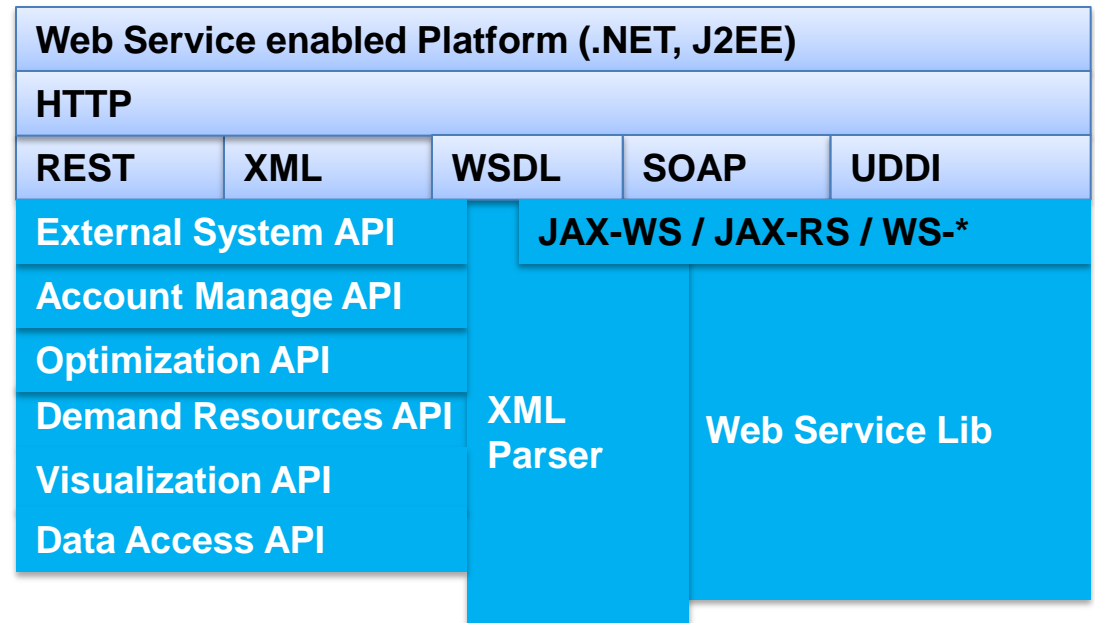 Web Service enabled Platform (.NET, J2EE)
HTTP
REST
XML
WSDL
SOAP
UDDI
External System API
JAX-WS / JAX-RS / WS-*
Account Manage API
Optimization API
Demand Resources API
Visualization API
Data Access API
XML
Parser
Web Service Lib